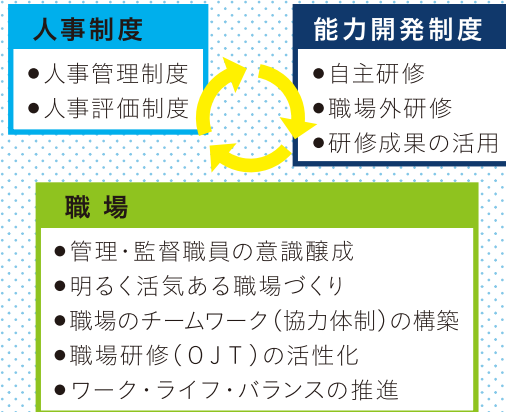 人事制度
●人事管理制度
●人事評価制度
能力開発制度
●自主研修
●職場外研修
●研修成果の活用
職場
●管理・監督職員の意識醸成
●明るく活気ある職場づくり
●職場のチームワーク（協力体制）の構築
●職場研修（ＯＪＴ）の活性化
●ワーク・ライフ・バランスの推進